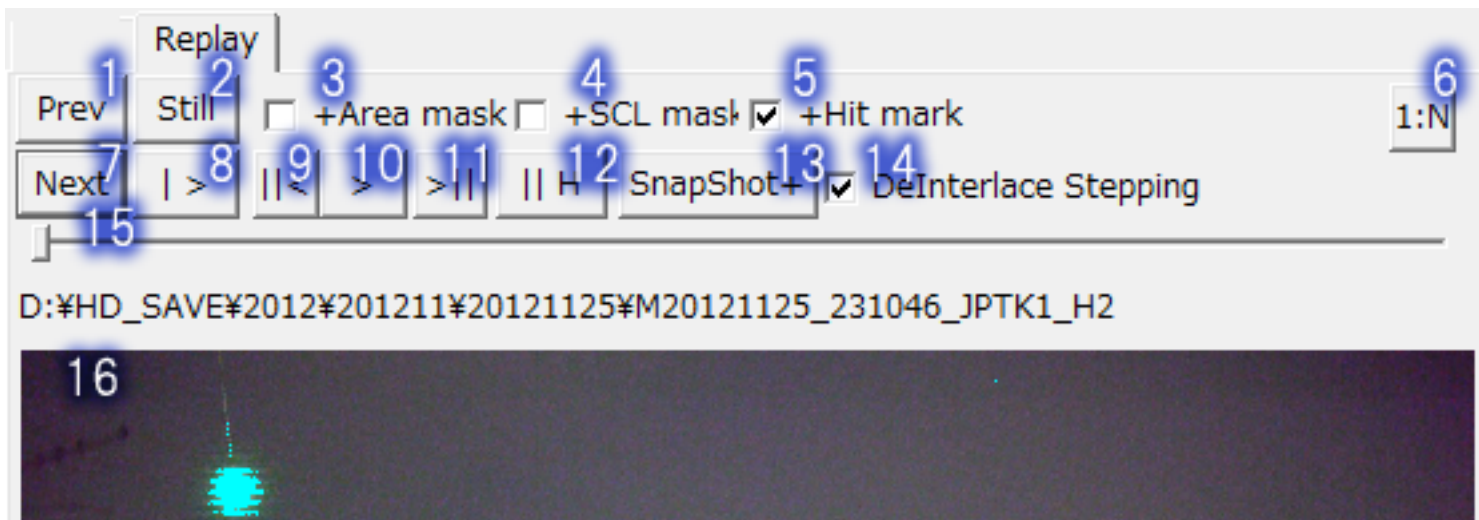 Replay
1 2 3 4 5 6
Prev Still +Area mask +SCL mask +Hit mark 1:N
7 8 9 10 11 12 13 14
Next | > ||< > >|| || H SnapShot+ DeInterlace Stepping
15
D:¥HD_SAVE¥2012¥201211¥20121125¥M20121125_231046_JPTK1_H2
16